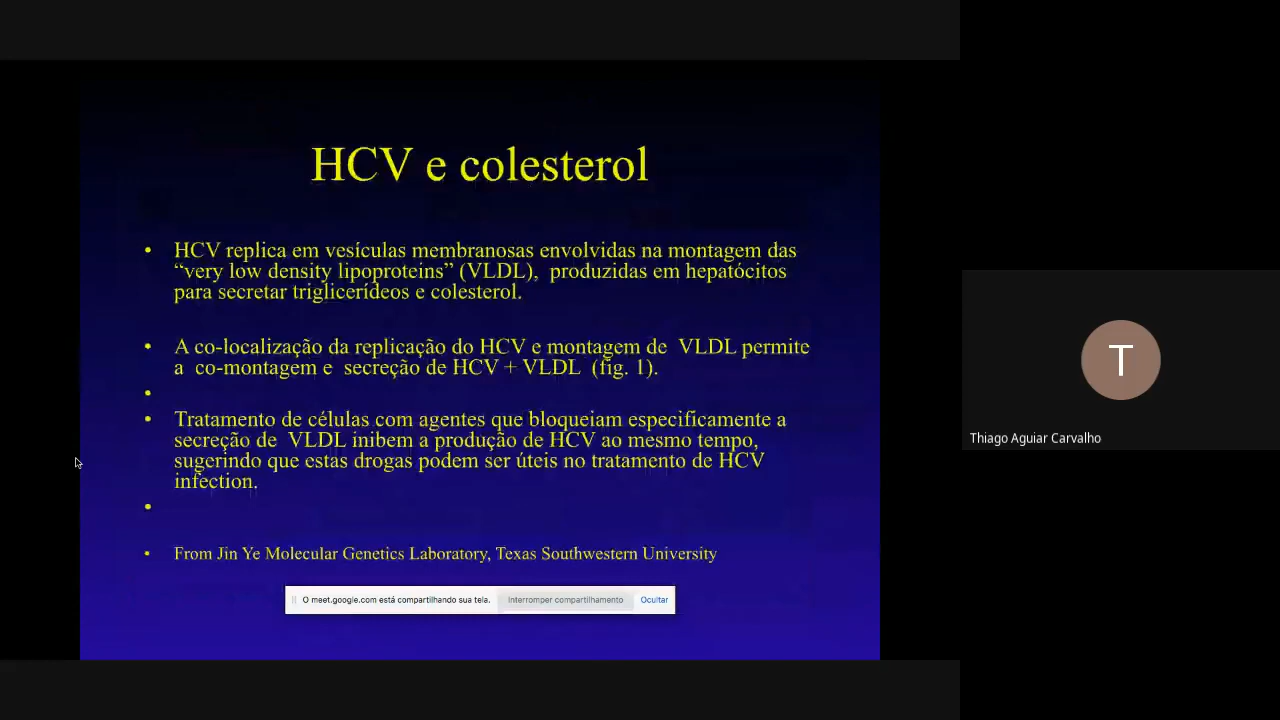 HCV e colesterol
• HCV replica em vesículas membranosas envolvidas na montagem das
“very low density lipoproteins” (VLDL),  produzidas em hepatócitos
para secretar triglicerídeos e colesterol.
• A co-localização da replicação do HCV e montagem de  VLDL permite
a  co-montagem e  secreção de HCV + VLDL  (fig. 1).
•
• Tratamento de células com agentes que bloqueiam especificamente a
secreção de  VLDL inibem a produção de HCV ao mesmo tempo,
sugerindo que estas drogas podem ser úteis no tratamento de HCV
infection.
•
• From Jin Ye Molecular Genetics Laboratory, Texas Southwestern University
O meet.google.com está compartilhando sua tela. Interromper compartilhamento Ocultar
T
Thiago Aguiar Carvalho